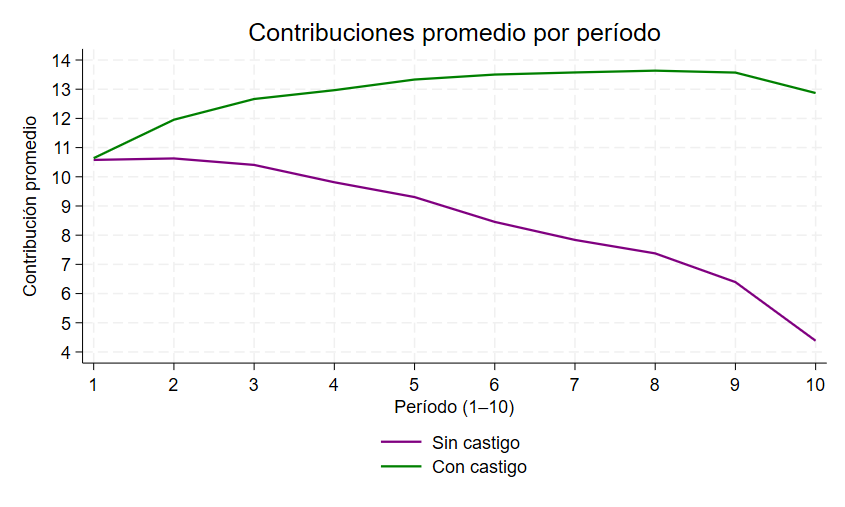 Contribuciones promedio por período
Contribución promedio
14
13
12
11
10
9
8
7
6
5
4
1 2 3 4 5 6 7 8 9 10
Período (1–10)
Sin castigo
Con castigo